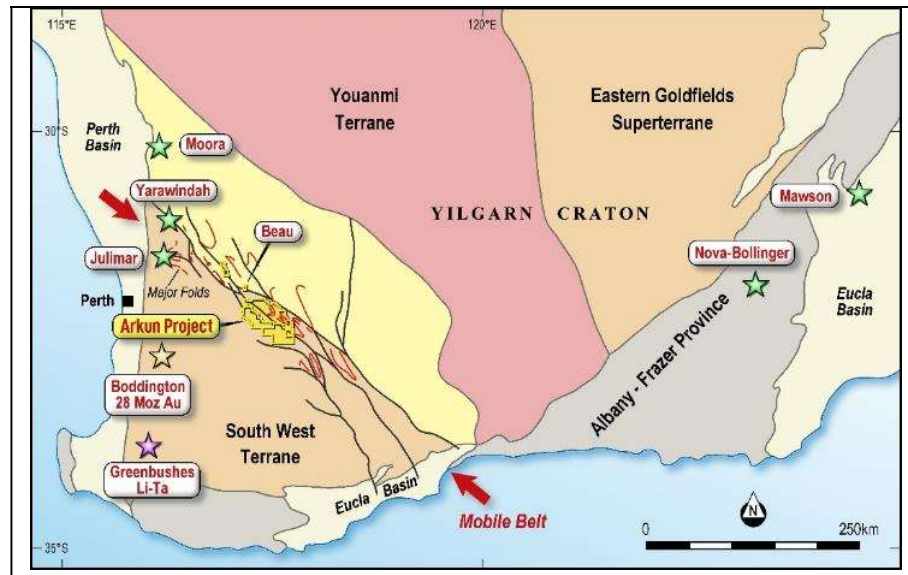 115°E
120°E
30°S
35°S
Perth
Basin
Moora
Yarawindah
Julimar
Beau
Major Folds
Perth
Arkun Project
Boddington
28 Moz Au
Greenbushes
Li-Ta
South West
Terrane
Youanmi
Terrane
Eastern Goldfields
Superterrane
YILGARN CRATON
Mawson
Nova-Bollinger
Albany - Frazer Province
Eucla
Basin
Eucla Basin
Mobile Belt
N
0 250km